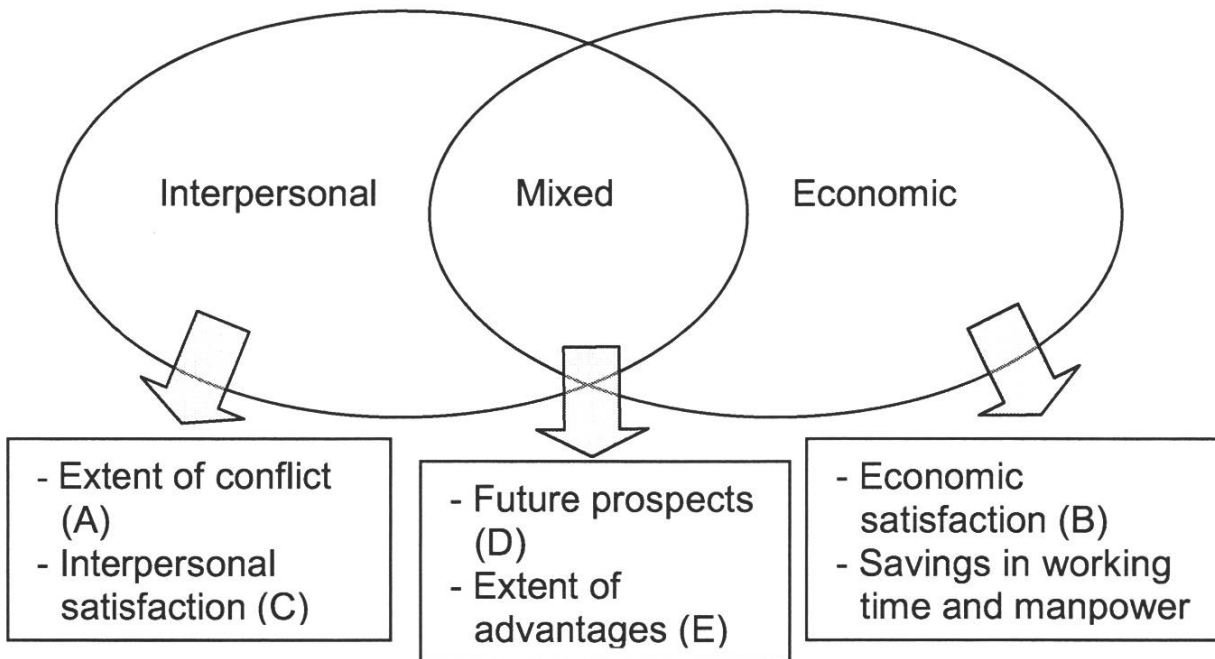 Interpersonal
Mixed
Economic
- Extent of conflict
(A)
- Interpersonal
satisfaction (C)
- Future prospects
(D)
- Extent of
advantages (E)
- Economic
satisfaction (B)
- Savings in working
time and manpower